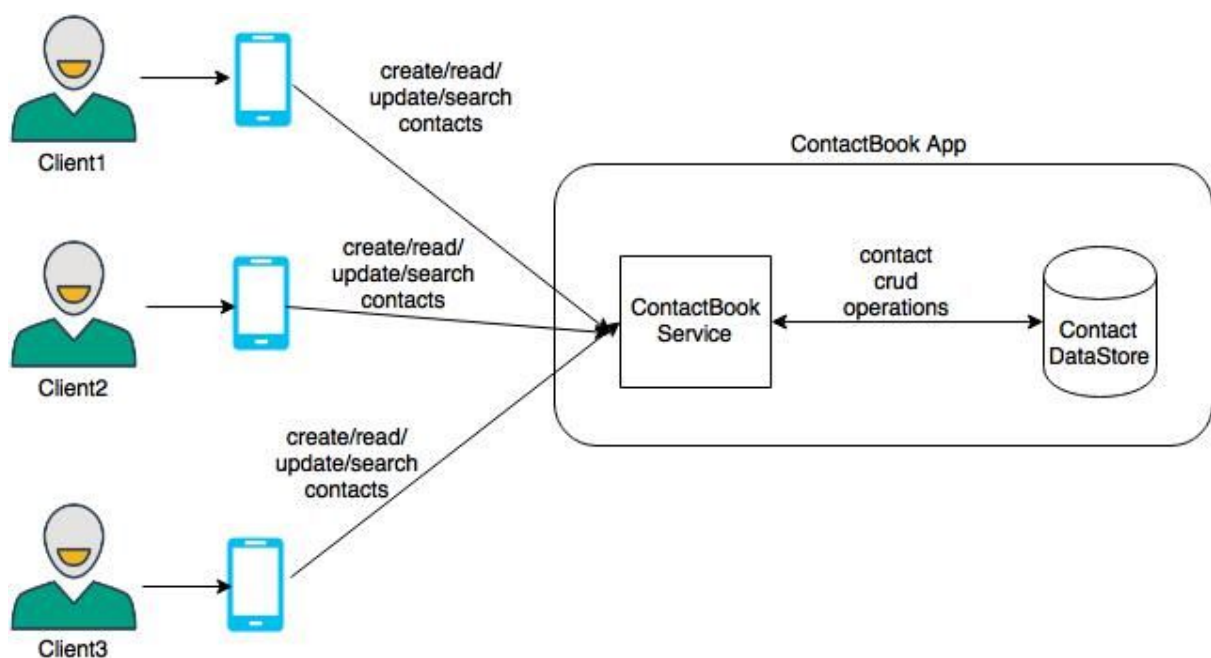 create/read/
update/search
contacts
Client1
ContactBook App
create/read/
update/search
contacts
ContactBook
Service
contact
crud
operations
Contact
DataStore
Client2
create/read/
update/search
contacts
Client3